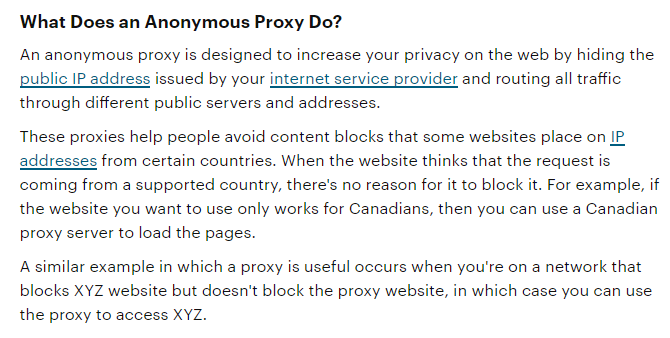 What Does an Anonymous Proxy Do?
An anonymous proxy is designed to increase your privacy on the web by hiding the
public IP address issued by your internet service provider and routing all traffic
through different public servers and addresses.
These proxies help people avoid content blocks that some websites place on IP
addresses from certain countries. When the website thinks that the request is
coming from a supported country, there's no reason for it to block it. For example, if
the website you want to use only works for Canadians, then you can use a Canadian
proxy server to load the pages.
A similar example in which a proxy is useful occurs when you're on a network that
blocks XYZ website but doesn't block the proxy website, in which case you can use
the proxy to access XYZ.